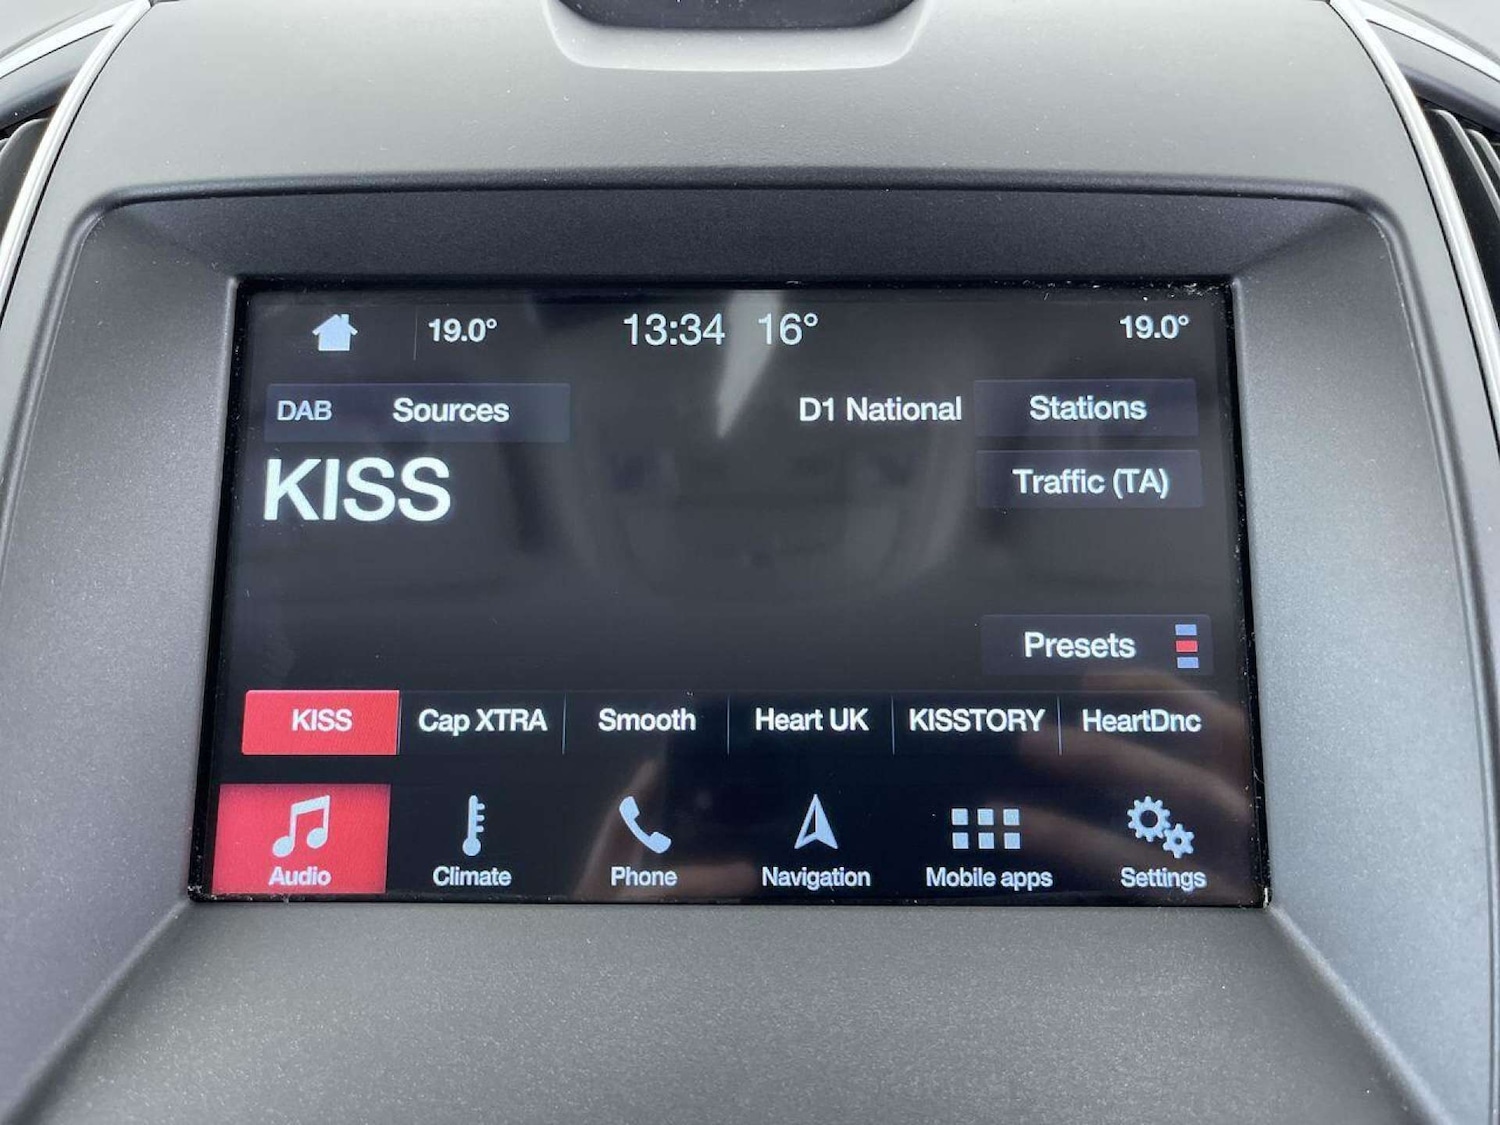 19.0° 13:34 16° 19.0°
DAB Sources D1 National Stations
KISS
Traffic (TA)
Presets
KISS Cap XTRA Smooth Heart UK KISSTORY HeartDnc
Audio Climate Phone Navigation Mobile apps Settings